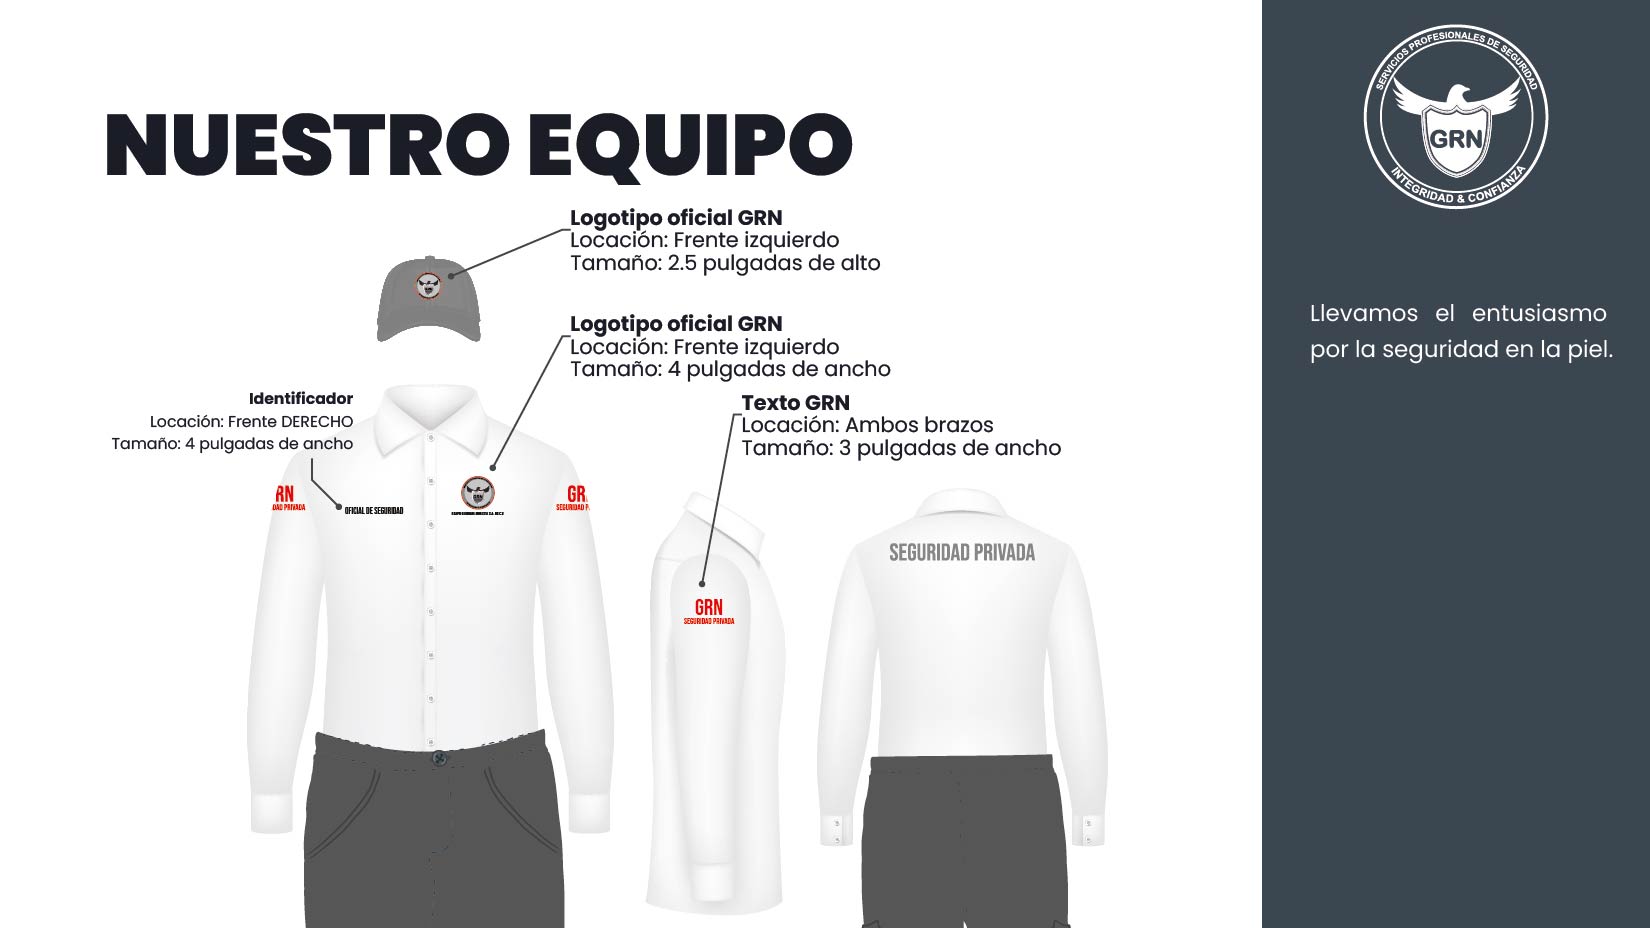 NUESTRO EQUIPO
Logotipo oficial GRN
Locación: Frente izquierdo
Tamaño: 2.5 pulgadas de alto
Logotipo oficial GRN
Locación: Frente izquierdo
Tamaño: 4 pulgadas de ancho
Identificador
Locación: Frente DERECHO
Tamaño: 4 pulgadas de ancho
Texto GRN
Locación: Ambos brazos
Tamaño: 3 pulgadas de ancho
RN
DAD PRIVADA
OFICIAL DE SEGURIDAD
GRN
GR
SEGURIDAD P
GRN
SEGURIDAD PRIVADA
SEGURIDAD PRIVADA
SERVICIOS PROFESIONALES DE SEGURIDAD
GRN
INTEGRIDAD & CONFIANZA
Llevamos el entusiasmo
por la seguridad en la piel.